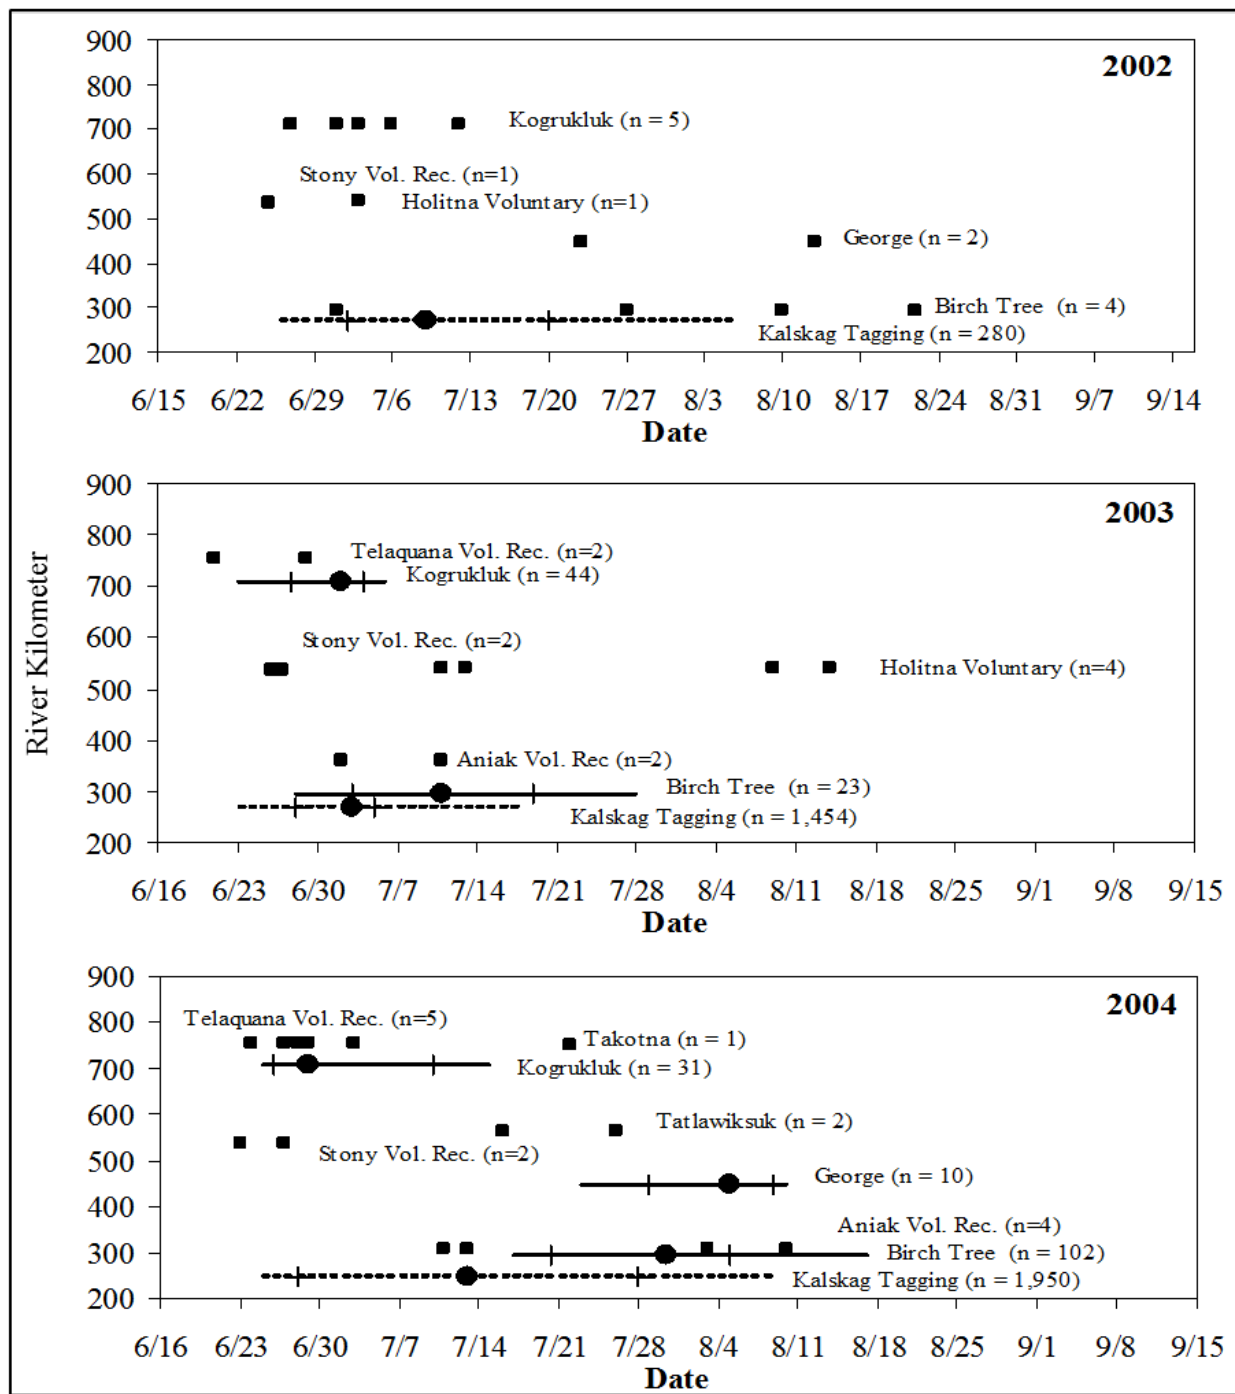 900
2002
800
Kogrukluk (n = 5)
700
Stony Vol. Rec. (n=1)
600
Holitna Voluntary (n=1)
500
George (n = 2)
400
Birch Tree (n = 4)
300
Kalskag Tagging (n = 280)
200
6/15 6/22 6/29 7/6 7/13 7/20 7/27 8/3 8/10 8/17 8/24 8/31 9/7 9/14
Date
River Kilometer
900
2003
800
Telaquana Vol. Rec. (n=2)
Kogrukluk (n = 44)
700
Stony Vol. Rec. (n=2)
600
Holitna Voluntary (n=4)
500
400
Aniak Vol. Rec (n=2)
Birch Tree (n = 23)
300
Kalskag Tagging (n = 1,454)
200
6/16 6/23 6/30 7/7 7/14 7/21 7/28 8/4 8/11 8/18 8/25 9/1 9/8 9/15
Date
900
2004
Telaquana Vol. Rec. (n=5)
800
Takotna (n = 1)
Kogrukluk (n = 31)
700
600
Tatlawiksuk (n = 2)
Stony Vol. Rec. (n=2)
500
George (n = 10)
400
Aniak Vol. Rec. (n=4)
300
Birch Tree (n = 102)
Kalskag Tagging (n = 1,950)
200
6/16 6/23 6/30 7/7 7/14 7/21 7/28 8/4 8/11 8/18 8/25 9/1 9/8 9/15
Date